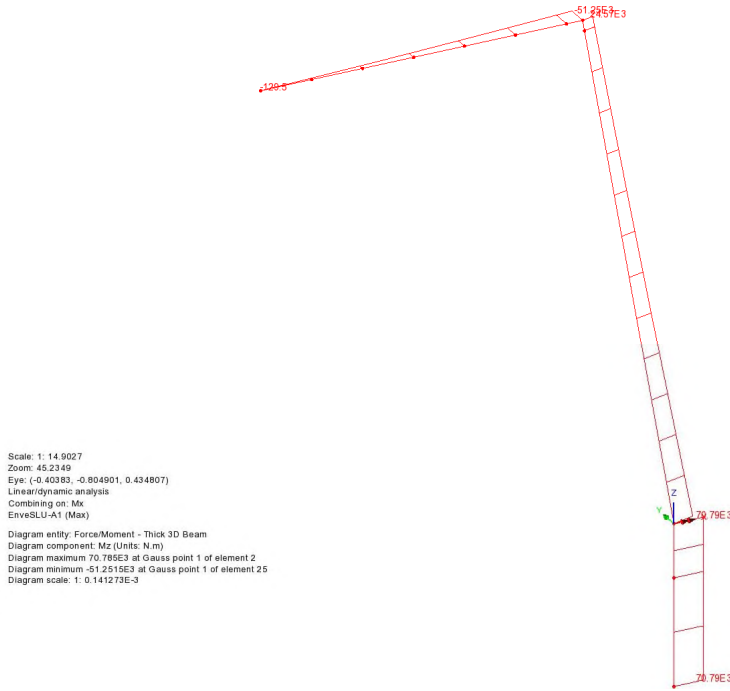 -51.25E3
24.57E3
-129.5
Z
Y
70.79E3
70.79E3
Scale: 1: 14.9027
Zoom: 45.2349
Eye: (-0.40383, -0.804901, 0.434807)
Linear/dynamic analysis
Combining on: Mx
EnveSLU-A1 (Max)
Diagram entity: Force/Moment - Thick 3D Beam
Diagram component: Mz (Units: N.m)
Diagram maximum 70.785E3 at Gauss point 1 of element 2
Diagram minimum -51.2515E3 at Gauss point 1 of element 25
Diagram scale: 1: 0.141273E-3